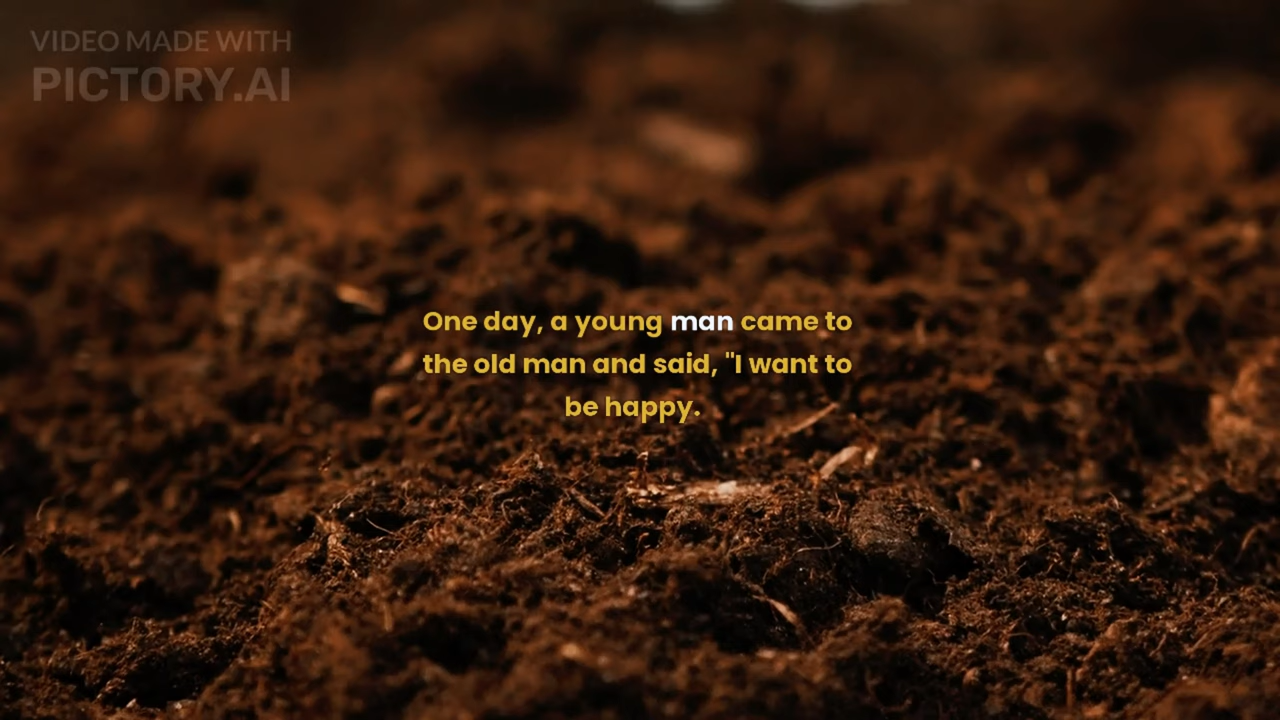 VIDEO MADE WITH
PICTORY.AI
One day, a young man came to
the old man and said, "I want to
be happy.